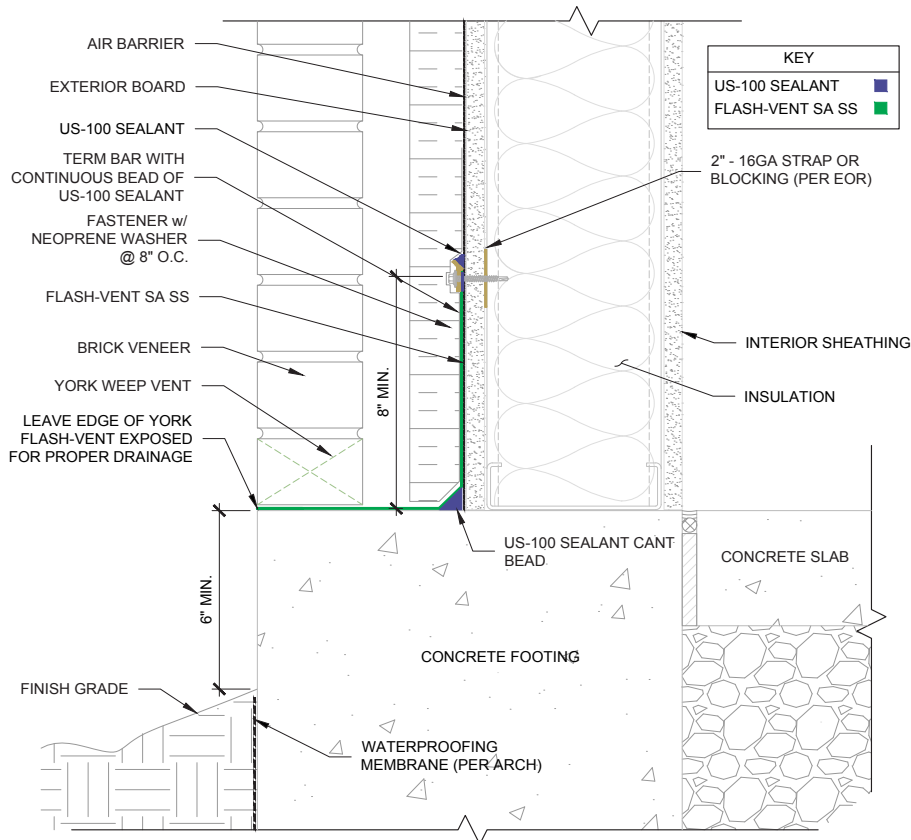 AIR BARRIER
EXTERIOR BOARD
US-100 SEALANT
TERM BAR WITH
CONTINUOUS BEAD OF
US-100 SEALANT
FASTENER w/
NEOPRENE WASHER
@ 8" O.C.
FLASH-VENT SA SS
BRICK VENEER
YORK WEEP VENT
LEAVE EDGE OF YORK
FLASH-VENT EXPOSED
FOR PROPER DRAINAGE
8" MIN.
6" MIN.
FINISH GRADE
KEY
US-100 SEALANT
FLASH-VENT SA SS
2" - 16GA STRAP OR
BLOCKING (PER EOR)
INTERIOR SHEATHING
INSULATION
US-100 SEALANT CANT
BEAD
CONCRETE SLAB
CONCRETE FOOTING
WATERPROOFING
MEMBRANE (PER ARCH)